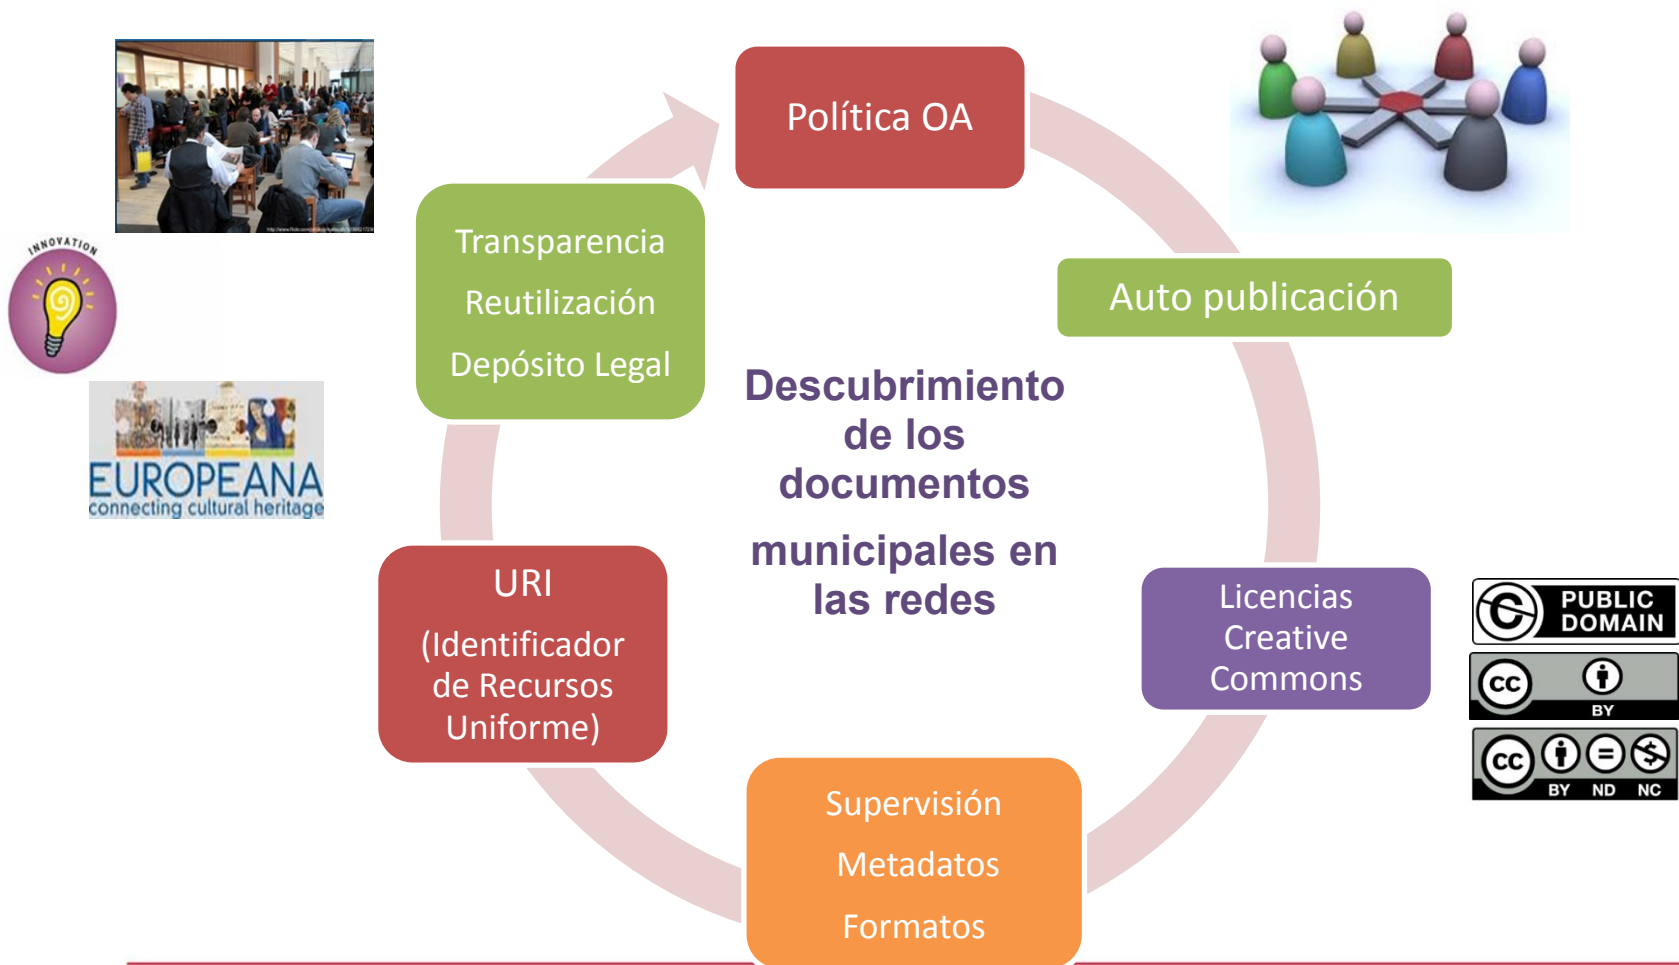 Política OA
INNOVATION
Transparencia
Reutilización
Depósito Legal
Auto publicación
Descubrimiento
de los
documentos
municipales en
las redes
EUROPEANA
connecting cultural heritage
URI
(Identificador
de Recursos
Uniforme)
Licencias
Creative
Commons
PUBLIC
DOMAIN
CC
BY
CC
BY ND NC
Supervisión
Metadatos
Formatos